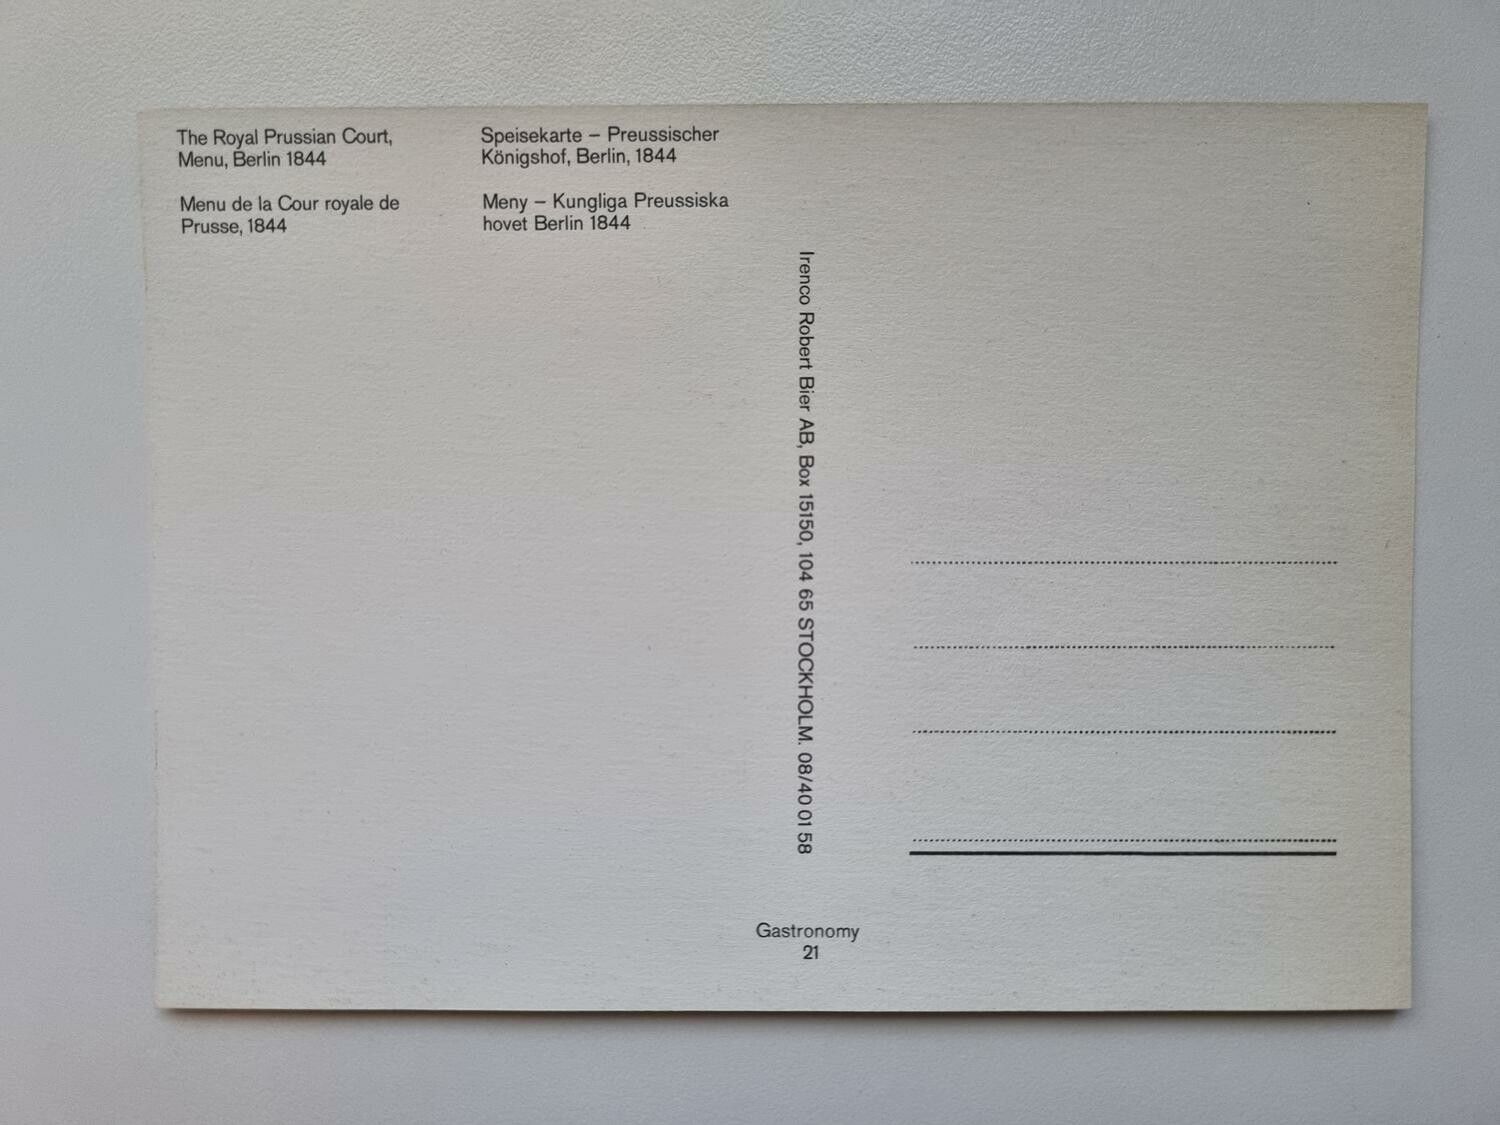 The Royal Prussian Court,
Menu, Berlin 1844
Menu de la Cour royale de
Prusse, 1844
Speisekarte – Preussischer
Königshof, Berlin, 1844
Meny – Kungliga Preussiska
hovet Berlin 1844
Irenco Robert Bier AB, Box 15150, 104 65 STOCKHOLM. 08/40 01 58
Gastronomy
21